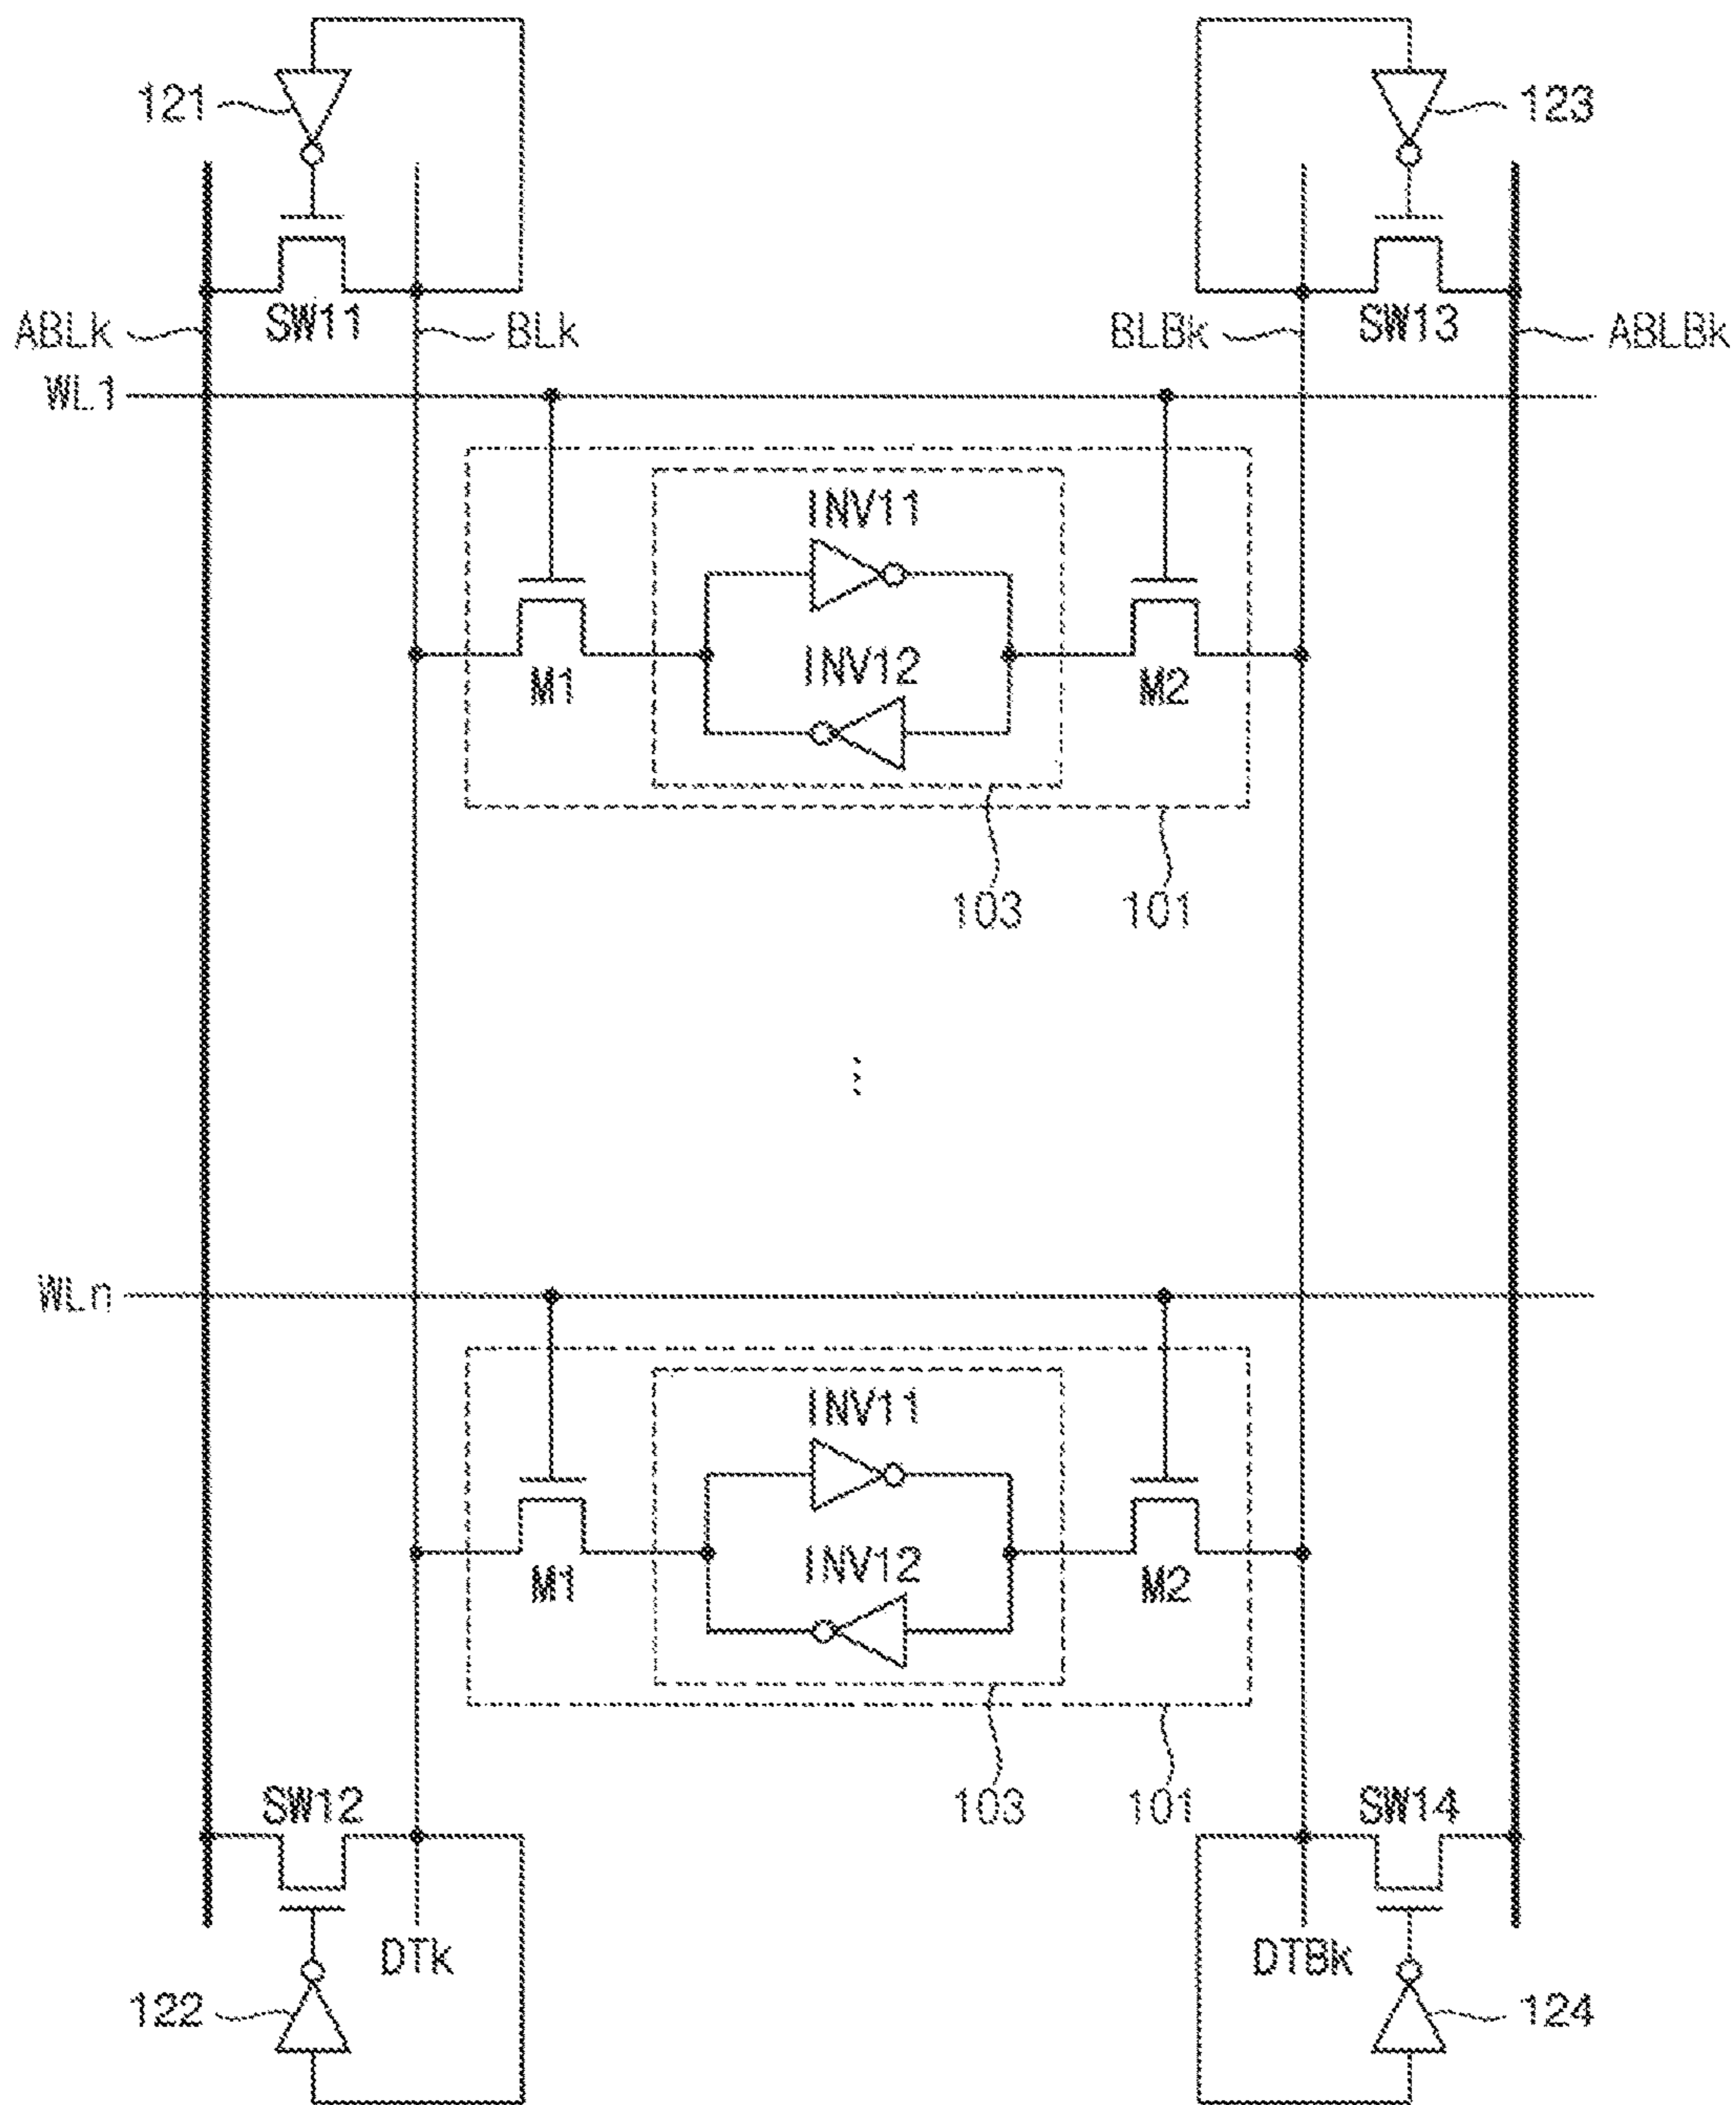 121
123
SW11
SW13
ABLk
BLk
BLBk
ABLBk
WL1
INV11
INV12
M1
M2
103
101
WLn
INV11
INV12
M1
M2
103
101
SW12
SW14
DTk
DTBk
122
124